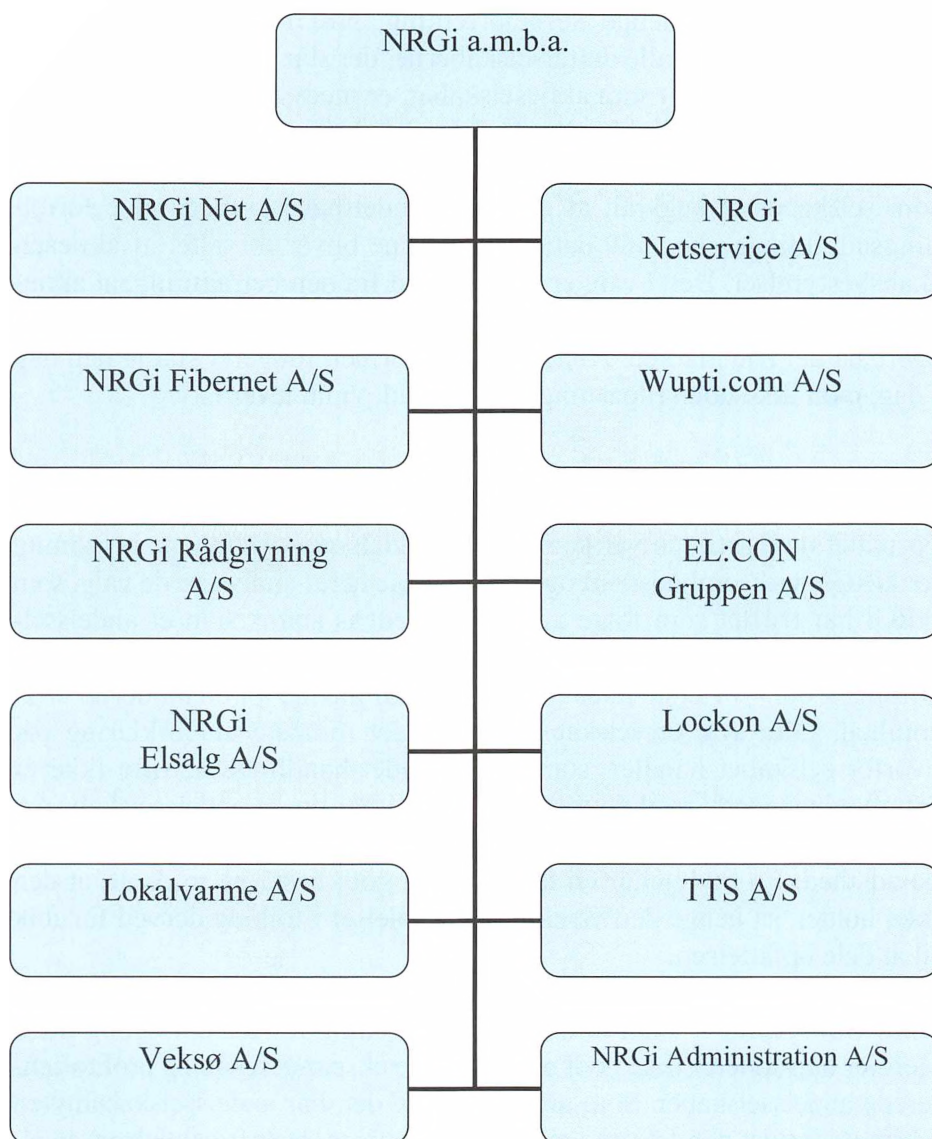 NRGi a.m.b.a.
NRGi Net A/S
NRGi
Netservice A/S
NRGi Fibernet A/S
Wupti.com A/S
NRGi Rådgivning
A/S
EL:CON
Gruppen A/S
NRGi
Elsalg A/S
Lockon A/S
Lokalvarme A/S
TTS A/S
Veksø A/S
NRGi Administration A/S